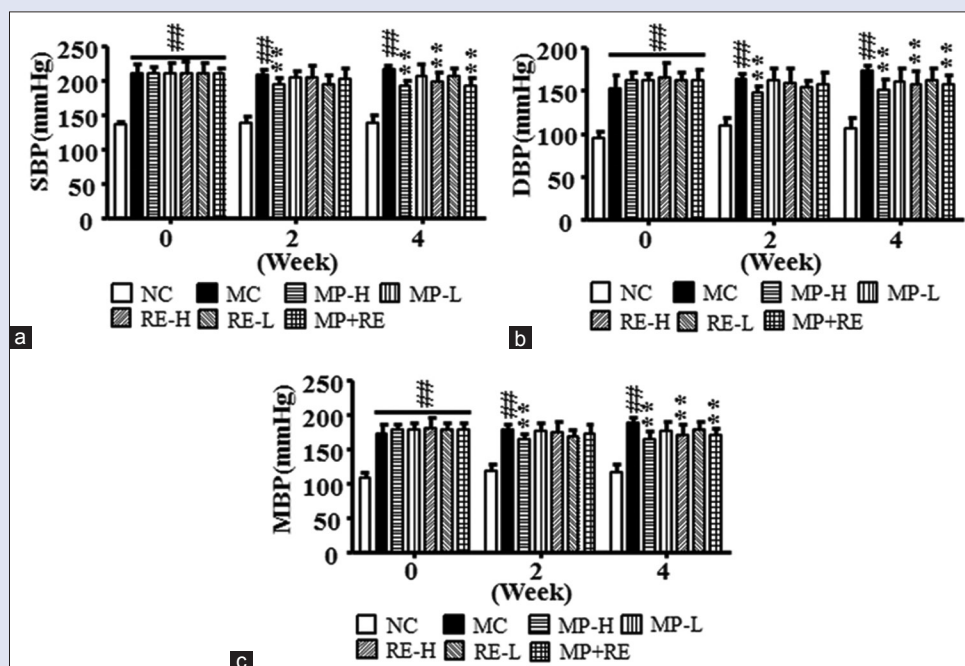 SBP(mmHg)
250
200
150
100
50
0
##
## **
## ** ** **
0 2 4
(Week)
NC MC MP-H MP-L
RE-H RE-L MP+RE
a
DBP(mmHg)
200
150
100
50
0
##
## **
## ** ** **
0 2 4
(Week)
NC MC MP-H MP-L
RE-H RE-L MP+RE
b
MBP(mmHg)
250
200
150
100
50
0
##
## **
## ** ** **
0 2 4
(Week)
NC MC MP-H MP-L
RE-H RE-L MP+RE
c